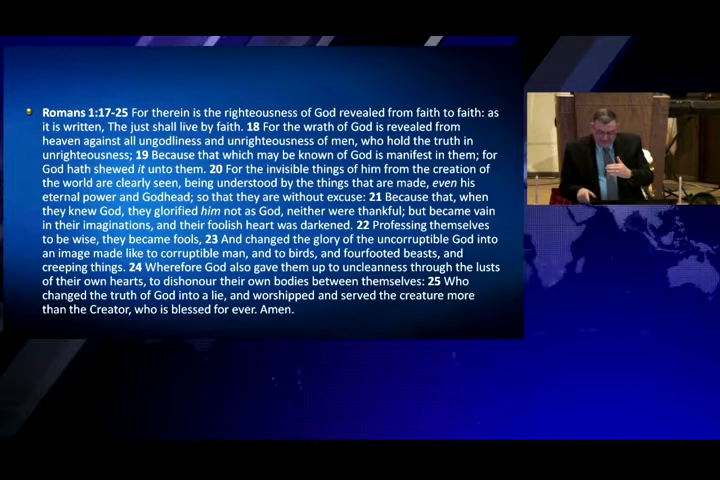 Romans 1:17-25 For therein is the righteousness of God revealed from faith to faith: as
it is written, The just shall live by faith. 18 For the wrath of God is revealed from
heaven against all ungodliness and unrighteousness of men, who hold the truth in
unrighteousness; 19 Because that which may be known of God is manifest in them; for
God hath shewed it unto them. 20 For the invisible things of him from the creation of
the world are clearly seen, being understood by the things that are made, even his
eternal power and Godhead; so that they are without excuse: 21 Because that, when
they knew God, they glorified him not as God, neither were thankful; but became vain
in their imaginations, and their foolish heart was darkened. 22 Professing themselves
to be wise, they became fools, 23 And changed the glory of the uncorruptible God into
an image made like to corruptible man, and to birds, and fourfooted beasts, and
creeping things. 24 Wherefore God also gave them up to uncleanness through the lusts
of their own hearts, to dishonour their own bodies between themselves: 25 Who
changed the truth of God into a lie, and worshipped and served the creature more
than the Creator, who is blessed for ever. Amen.